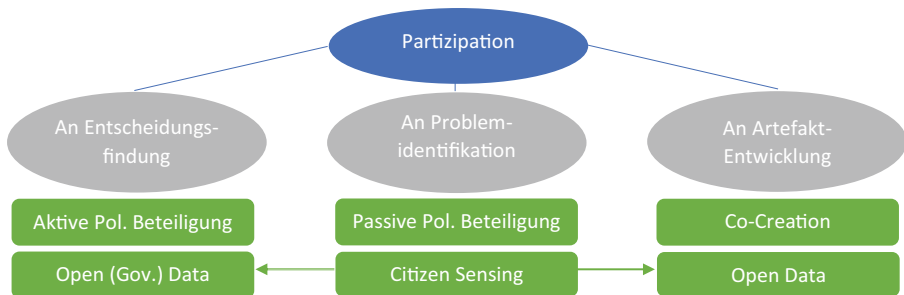 Partizipation
An Entscheidungs-
findung
An Problem-
identifikation
An Artefakt-
Entwicklung
Aktive Pol. Beteiligung
Passive Pol. Beteiligung
Co-Creation
Open (Gov.) Data
Citizen Sensing
Open Data